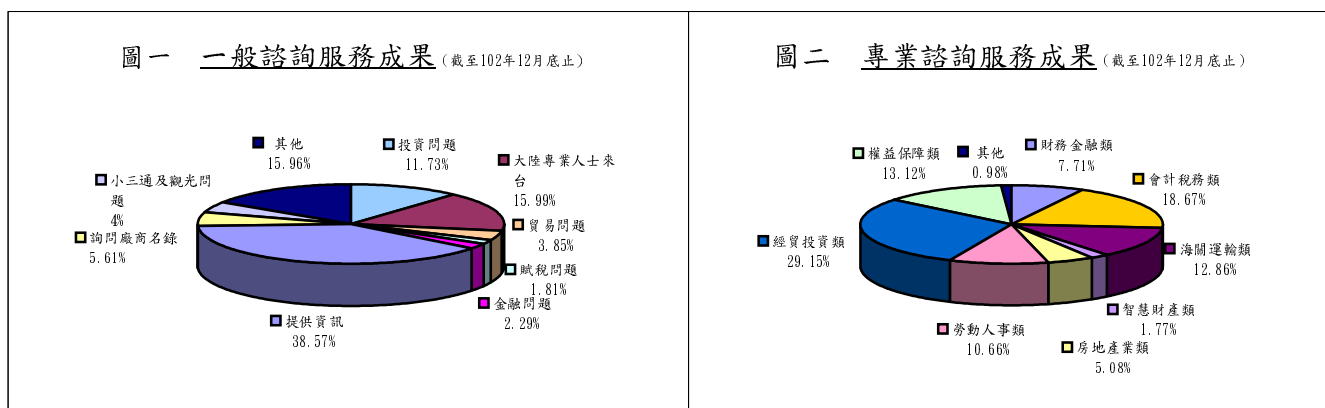 圖一 一般諮詢服務成果(截至102年12月底止)
其他
15.96%
投資問題
11.73%
大陸專業人士來
台
15.99%
貿易問題
3.85%
賦稅問題
1.81%
金融問題
2.29%
提供資訊
38.57%
詢問廠商名錄
5.61%
小三通及觀光問
題
4%
圖二 專業諮詢服務成果(截至102年12月底止)
其他
0.98%
財務金融類
7.71%
會計稅務類
18.67%
海關運輸類
12.86%
智慧財產類
1.77%
房地產業類
5.08%
勞動人事類
10.66%
經貿投資類
29.15%
權益保障類
13.12%